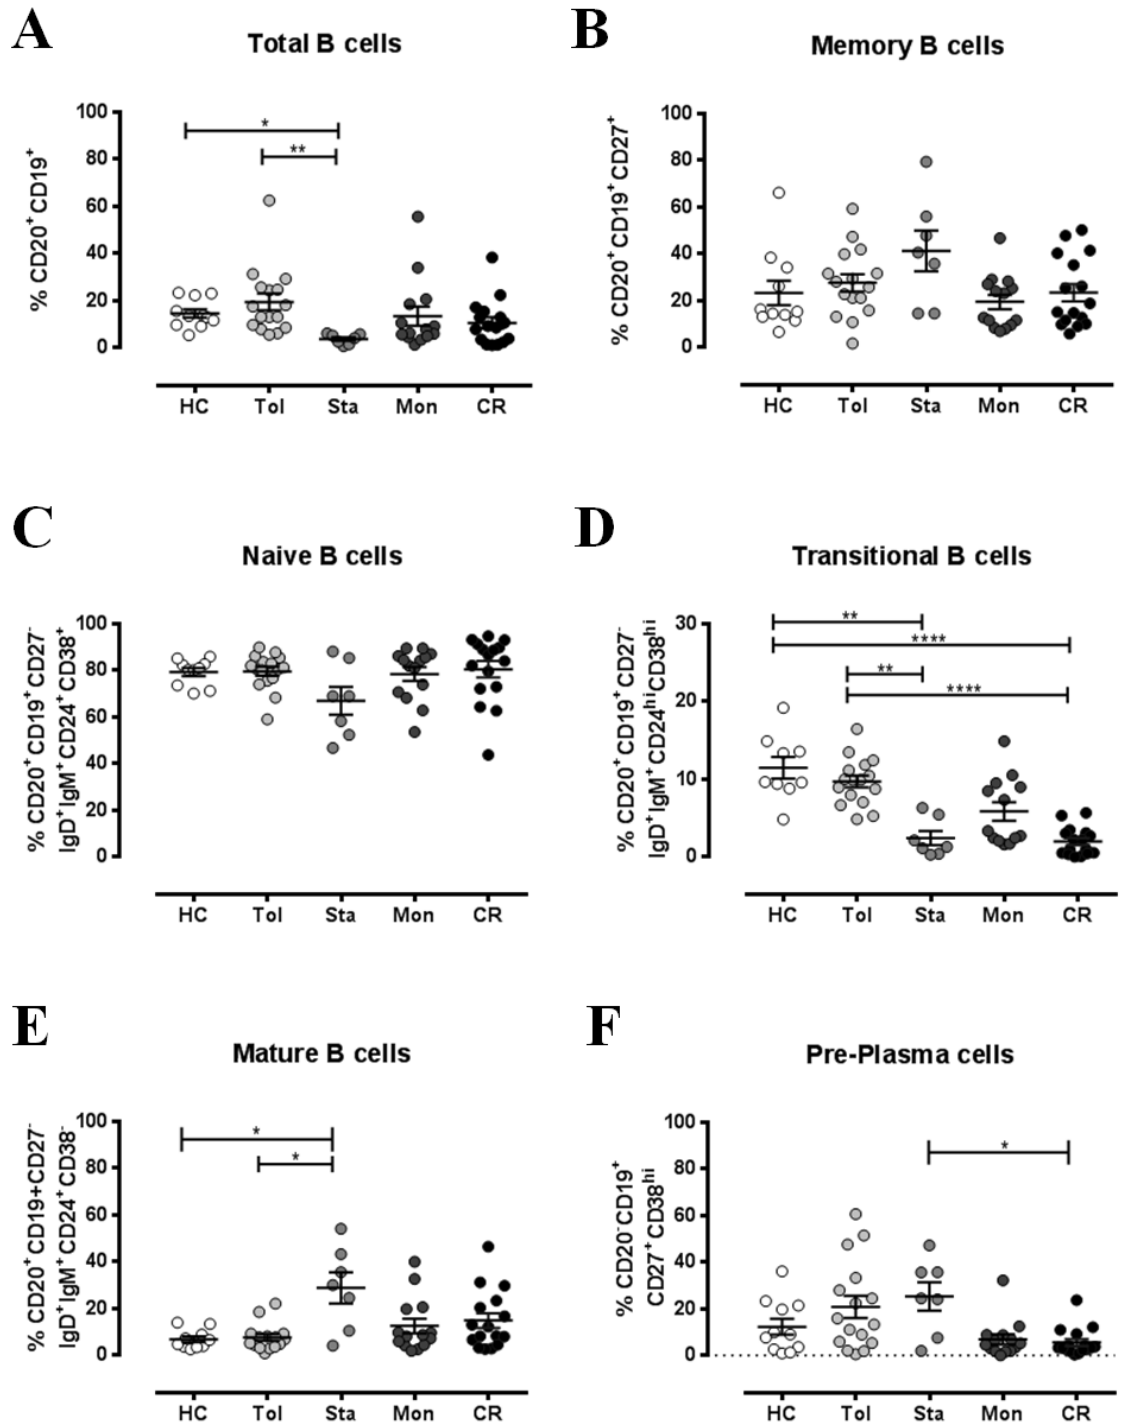 A
Total B cells
% CD20+ CD19+
100
80
60
40
20
0
*
**
HC Tol Sta Mon CR
B
Memory B cells
% CD20+ CD19+ CD27+
100
80
60
40
20
0
HC Tol Sta Mon CR
C
Naive B cells
% CD20+ CD19+ CD27-
IgD+ IgM+ CD24+ CD38+
100
80
60
40
20
0
HC Tol Sta Mon CR
D
Transitional B cells
% CD20+ CD19+ CD27-
IgD+ IgM+ CD24hi CD38hi
30
20
10
0
**
****
**
****
HC Tol Sta Mon CR
E
Mature B cells
% CD20+ CD19+CD27-
IgD+ IgM+ CD24+ CD38-
100
80
60
40
20
0
*
*
HC Tol Sta Mon CR
F
Pre-Plasma cells
% CD20- CD19+
CD27+ CD38hi
100
80
60
40
20
0
*
HC Tol Sta Mon CR